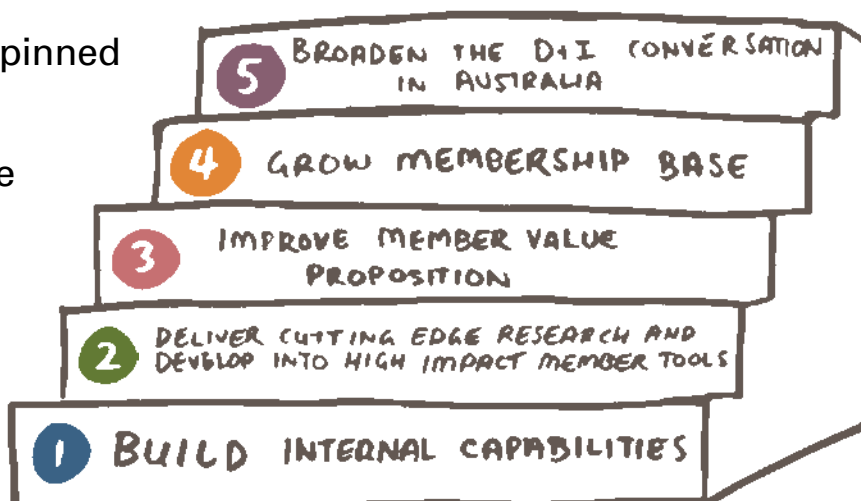 pinned
e
5 BROADEN THE D+I CONVERSATION
IN AUSTRALIA
4 GROW MEMBERSHIP BASE
3 IMPROVE MEMBER VALUE
PROPOSITION
2 DELIVER CUTTING EDGE RESEARCH AND
DEVELOP INTO HIGH IMPACT MEMBER TOOLS
1 BUILD INTERNAL CAPABILITIES